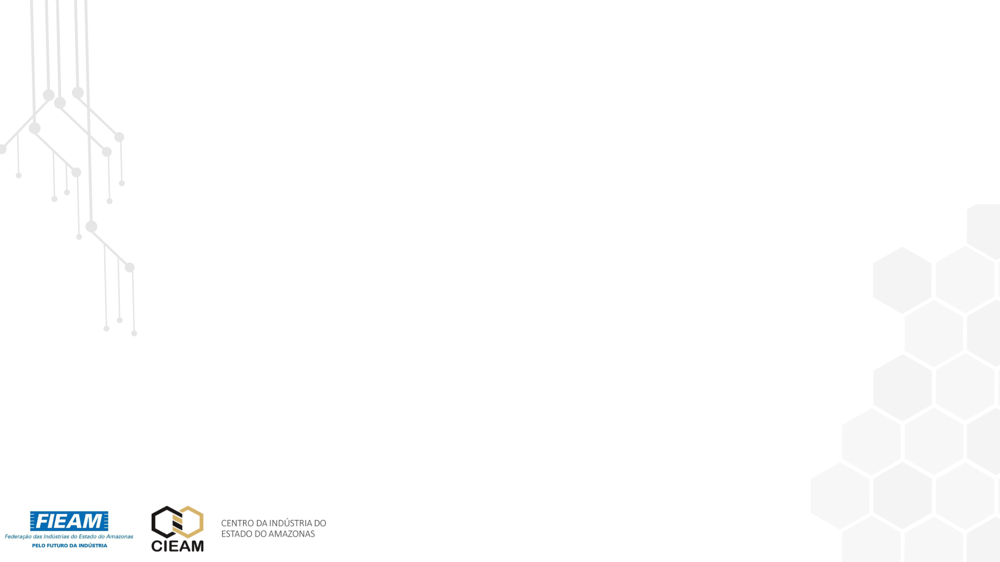 FIEAM
Federação das Indústrias do Estado do Amazonas
PELO FUTURO DA INDÚSTRIA
CIEAM
CENTRO DA INDÚSTRIA DO
ESTADO DO AMAZONAS